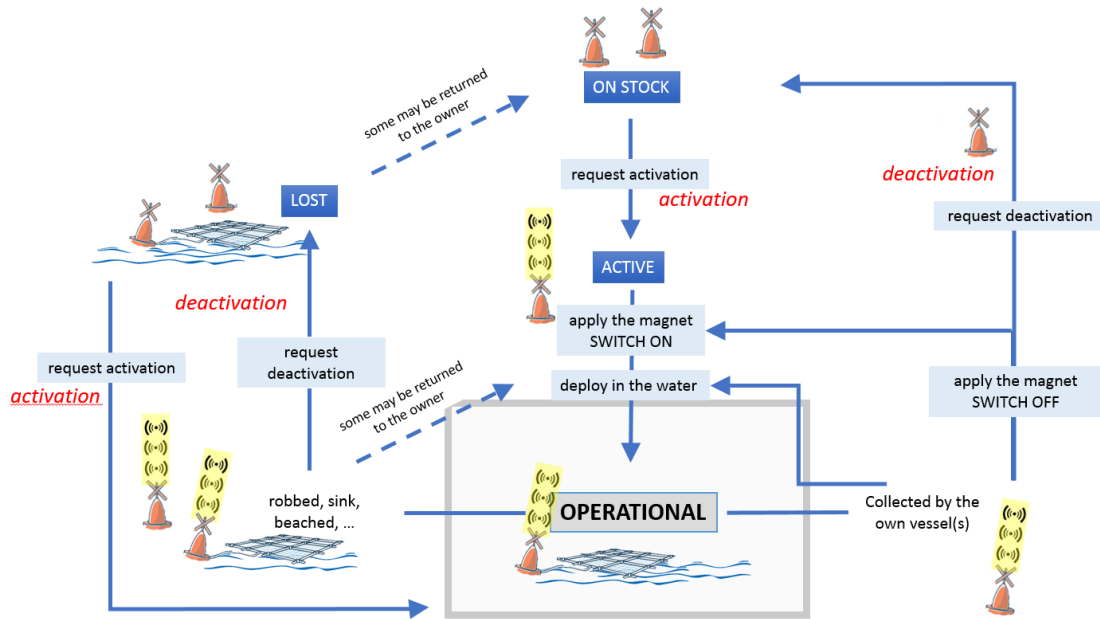 ON STOCK
some may be returned
to the owner
request activation
activation
deactivation
request deactivation
LOST
ACTIVE
deactivation
apply the magnet
SWITCH ON
request activation
activation
request
deactivation
deploy in the water
apply the magnet
SWITCH OFF
some may be returned
to the owner
robbed, sink,
beached, ...
OPERATIONAL
Collected by the
own vessel(s)